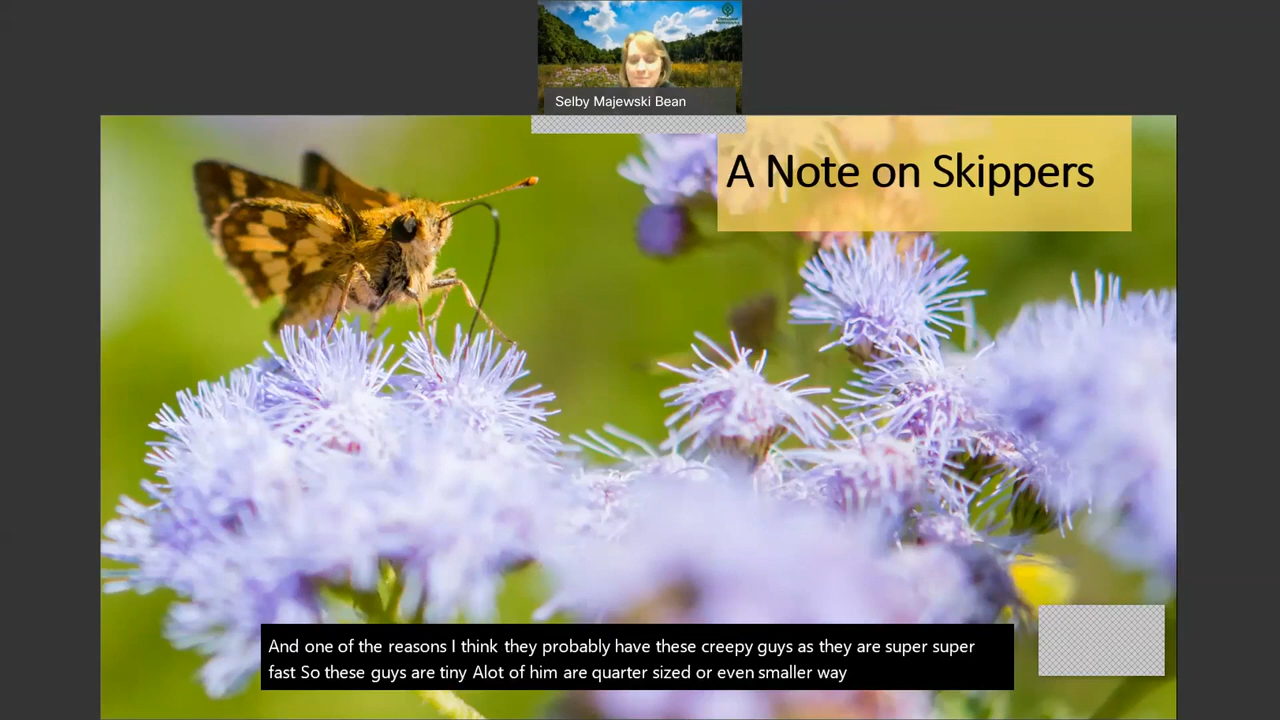 Selby Majewski Bean
A Note on Skippers
And one of the reasons I think they probably have these creepy guys as they are super super
fast So these guys are tiny Alot of him are quarter sized or even smaller way